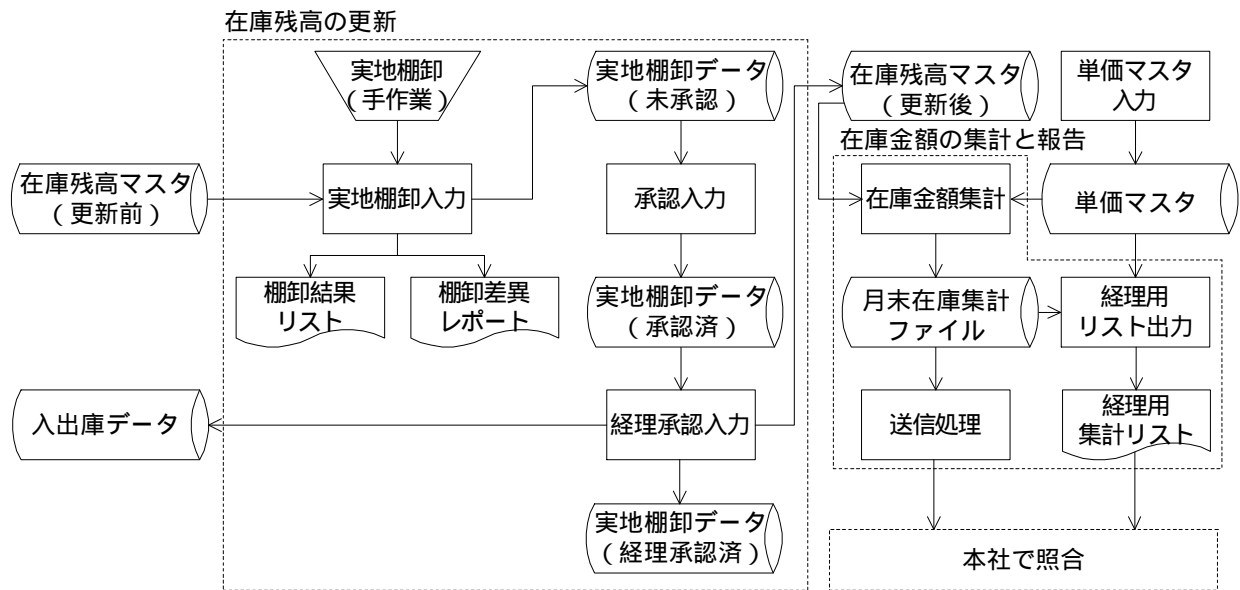 在庫残高の更新
実地棚卸
（手作業）
実地棚卸データ
（未承認）
在庫残高マスタ
（更新後）
単価マスタ
入力
在庫金額の集計と報告
在庫残高マスタ
（更新前）
実地棚卸入力
承認入力
在庫金額集計
単価マスタ
棚卸結果
リスト
棚卸差異
レポート
実地棚卸データ
（承認済）
月末在庫集計
ファイル
経理用
リスト出力
入出庫データ
経理承認入力
送信処理
経理用
集計リスト
実地棚卸データ
（経理承認済）
本社で照合